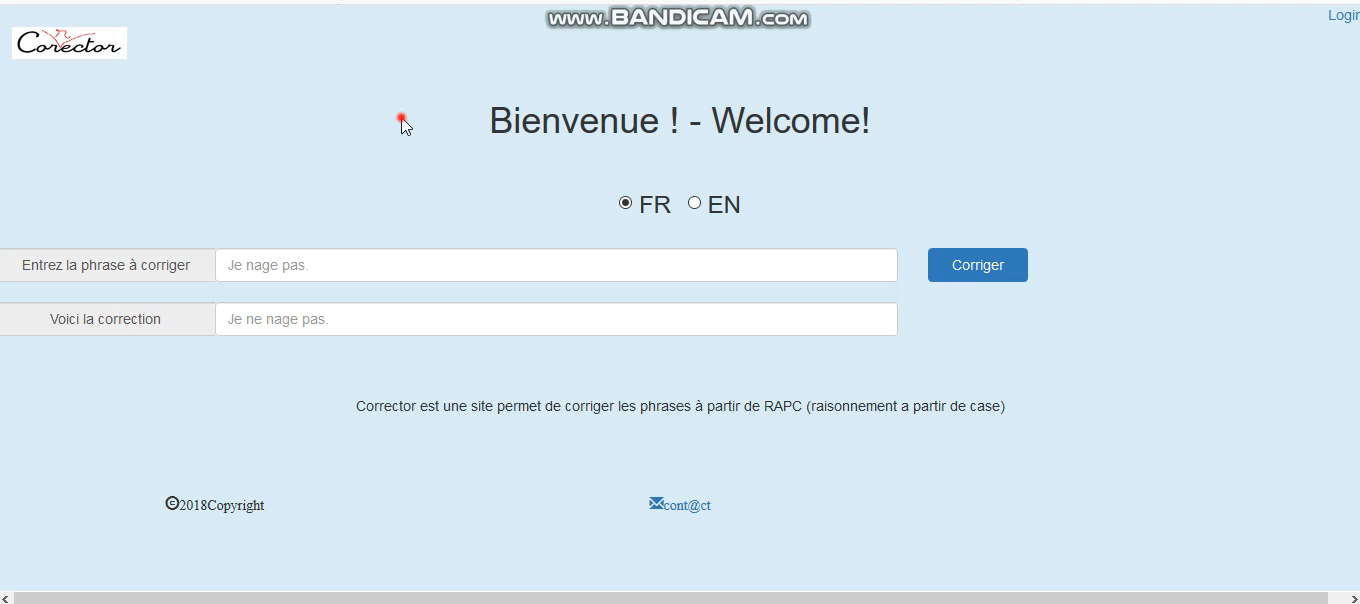 www.BANDICAM.com
Login
Corector
Bienvenue ! - Welcome!
FR EN
Entrez la phrase à corriger Je nage pas. Corriger
Voici la correction Je ne nage pas.
Corrector est une site permet de corriger les phrases à partir de RAPC (raisonnement a partir de case)
©2018Copyright cont@ct